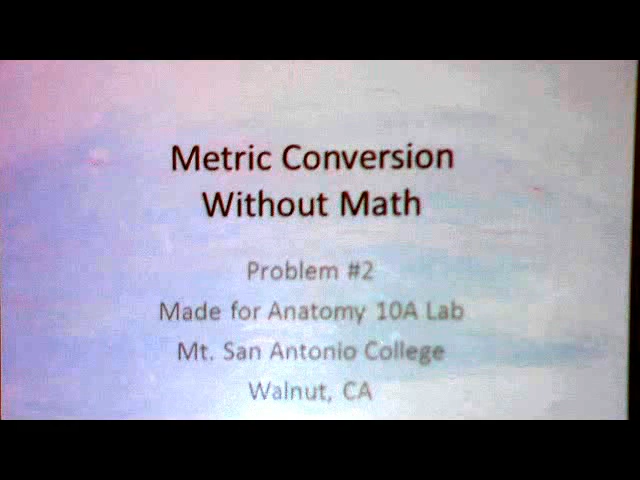 Metric Conversion
Without Math
Problem #2
Made for Anatomy 10A Lab
Mt. San Antonio College
Walnut, CA